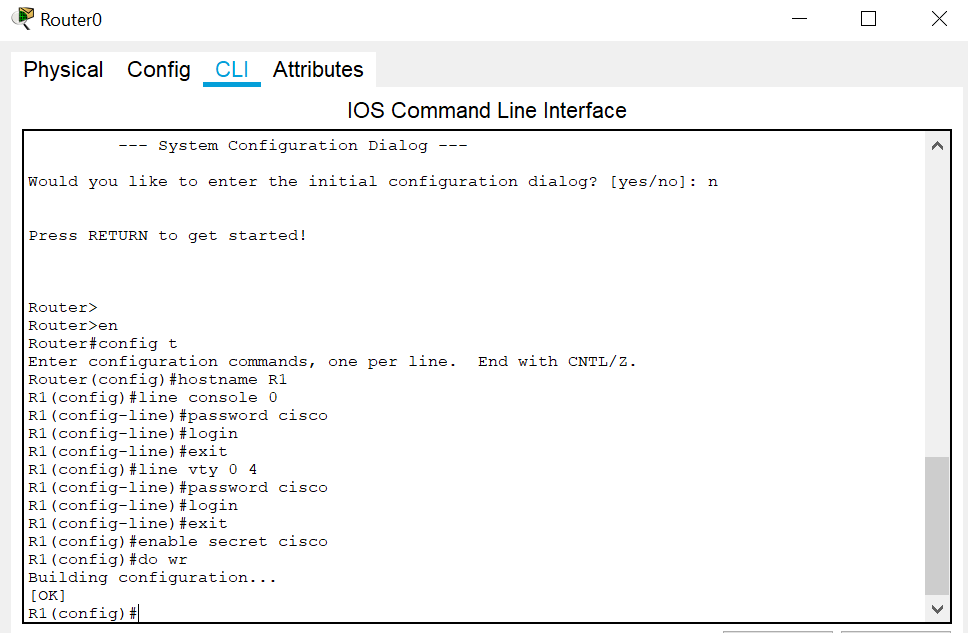 Router0
Physical Config CLI Attributes
IOS Command Line Interface
--- System Configuration Dialog ---
Would you like to enter the initial configuration dialog? [yes/no]: n
Press RETURN to get started!
Router>
Router>en
Router#config t
Enter configuration commands, one per line.  End with CNTL/Z.
Router(config)#hostname R1
R1(config)#line console 0
R1(config-line)#password cisco
R1(config-line)#login
R1(config-line)#exit
R1(config)#line vty 0 4
R1(config-line)#password cisco
R1(config-line)#login
R1(config-line)#exit
R1(config)#enable secret cisco
R1(config)#do wr
Building configuration...
[OK]
R1(config)#